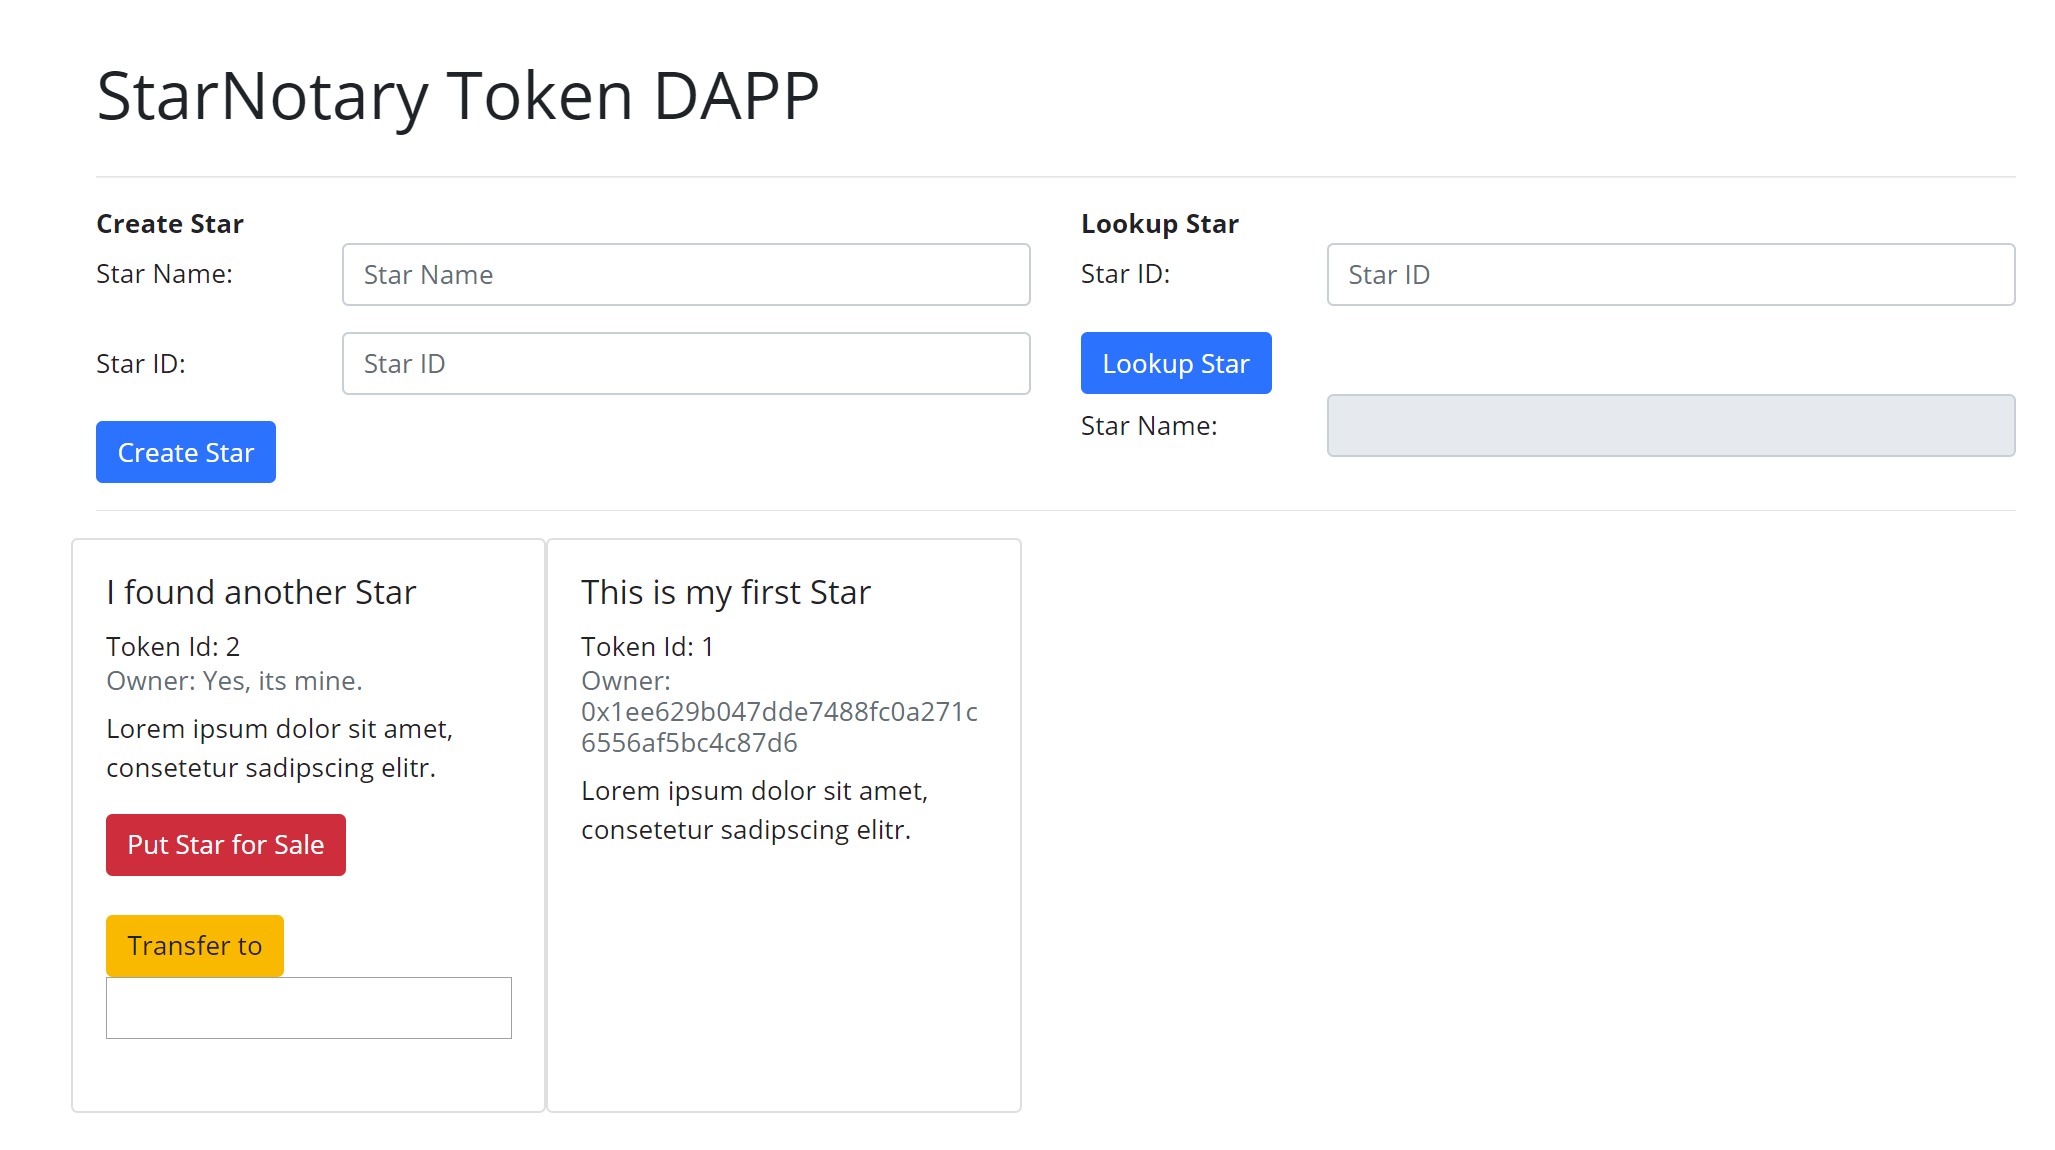 StarNotary Token DAPP
Create Star
Star Name:
Star Name
Star ID:
Star ID
Create Star
Lookup Star
Star ID:
Star ID
Lookup Star
Star Name:
I found another Star
Token Id: 2
Owner: Yes, its mine.
Lorem ipsum dolor sit amet,
consetetur sadipscing elitr.
Put Star for Sale
Transfer to
This is my first Star
Token Id: 1
Owner:
0x1ee629b047dde7488fc0a271c
6556af5bc4c87d6
Lorem ipsum dolor sit amet,
consetetur sadipscing elitr.